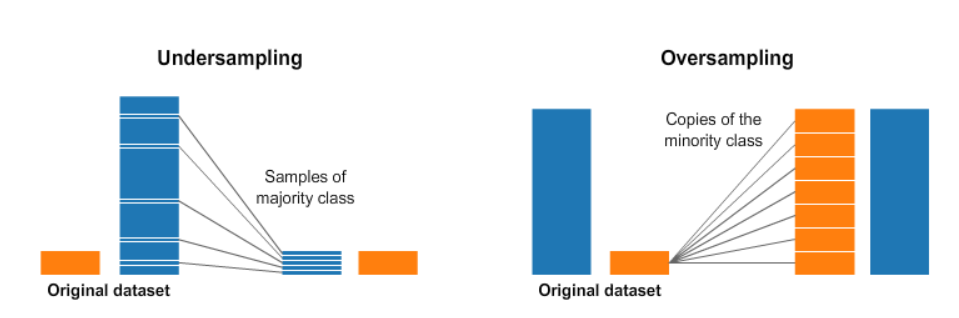 Undersampling
Samples of
majority class
Original dataset
Oversampling
Copies of the
minority class
Original dataset